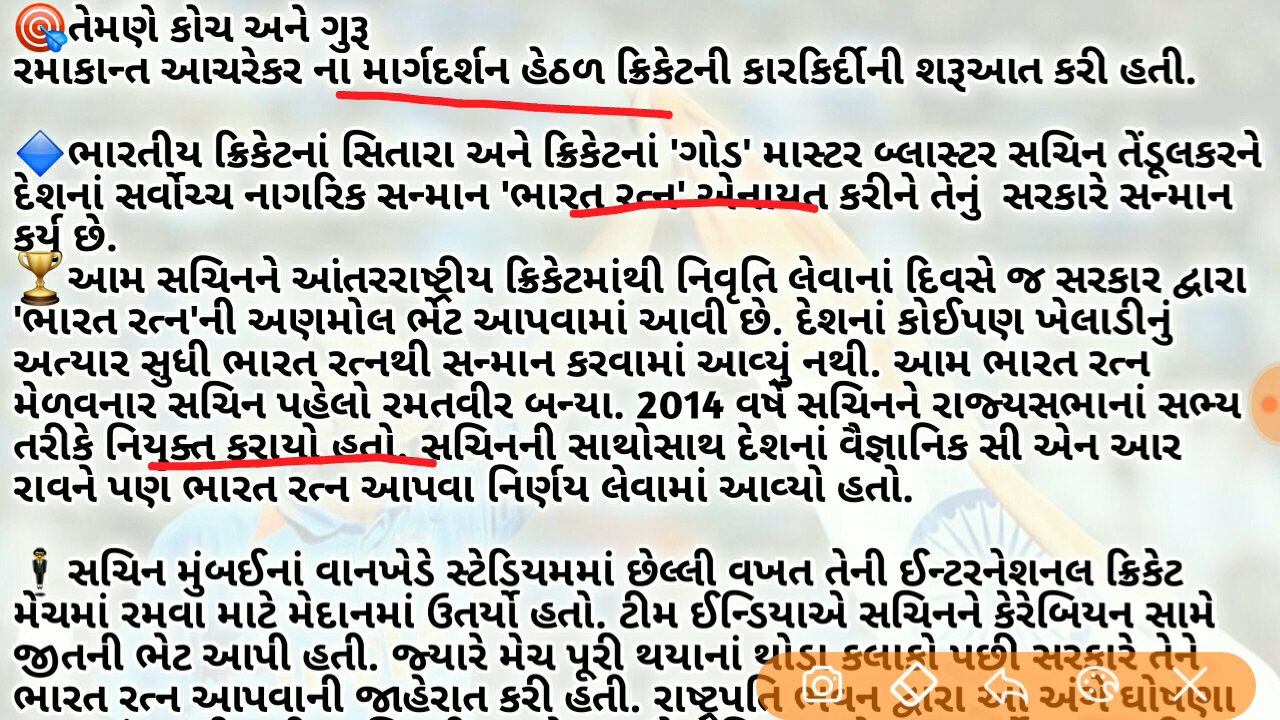 🎯તેમણે કોચ અને ગુરૂ
રમાકાન્ત આચરેકર ના માર્ગદર્શન હેઠળ ક્રિકેટની કારકિર્દીની શરૂઆત કરી હતી.
🔷ભારતીય ક્રિકેટનાં સિતારા અને ક્રિકેટનાં 'ગોડ' માસ્ટર બ્લાસ્ટર સચિન તેંડૂલકરને
દેશનાં સર્વોચ્ચ નાગરિક સન્માન 'ભારત રત્ન' એનાયત કરીને તેનું સરકારે સન્માન
કર્યુ છે.
🏆આમ સચિનને આંતરરાષ્ટ્રીય ક્રિકેટમાંથી નિવૃતિ લેવાનાં દિવસે જ સરકાર દ્વારા
'ભારત રત્ન'ની અણમોલ ભેટ આપવામાં આવી છે. દેશનાં કોઈપણ ખેલાડીનું
અત્યાર સુધી ભારત રત્નથી સન્માન કરવામાં આવ્યું નથી. આમ ભારત રત્ન
મેળવનાર સચિન પહેલો રમતવીર બન્યા. 2014 વર્ષે સચિનને રાજ્યસભાનાં સભ્ય
તરીકે નિયુક્ત કરાયો હતો. સચિનની સાથોસાથ દેશનાં વૈજ્ઞાનિક સી એન આર
રાવને પણ ભારત રત્ન આપવા નિર્ણય લેવામાં આવ્યો હતો.
🕴 સચિન મુંબઈનાં વાનખેડે સ્ટેડિયમમાં છેલ્લી વખત તેની ઈન્ટરનેશનલ ક્રિકેટ
મેચમાં રમવા માટે મેદાનમાં ઉતર્યો હતો. ટીમ ઈન્ડિયાએ સચિનને કેરેબિયન સામે
જીતની ભેટ આપી હતી. જ્યારે મેચ પૂરી થયાનાં થોડા કલાકો પછી સરકારે તેને
ભારત રત્ન આપવાની જાહેરાત કરી હતી. રાષ્ટ્રપતિ ભવન દ્વારા આ અંગે ઘોષણા